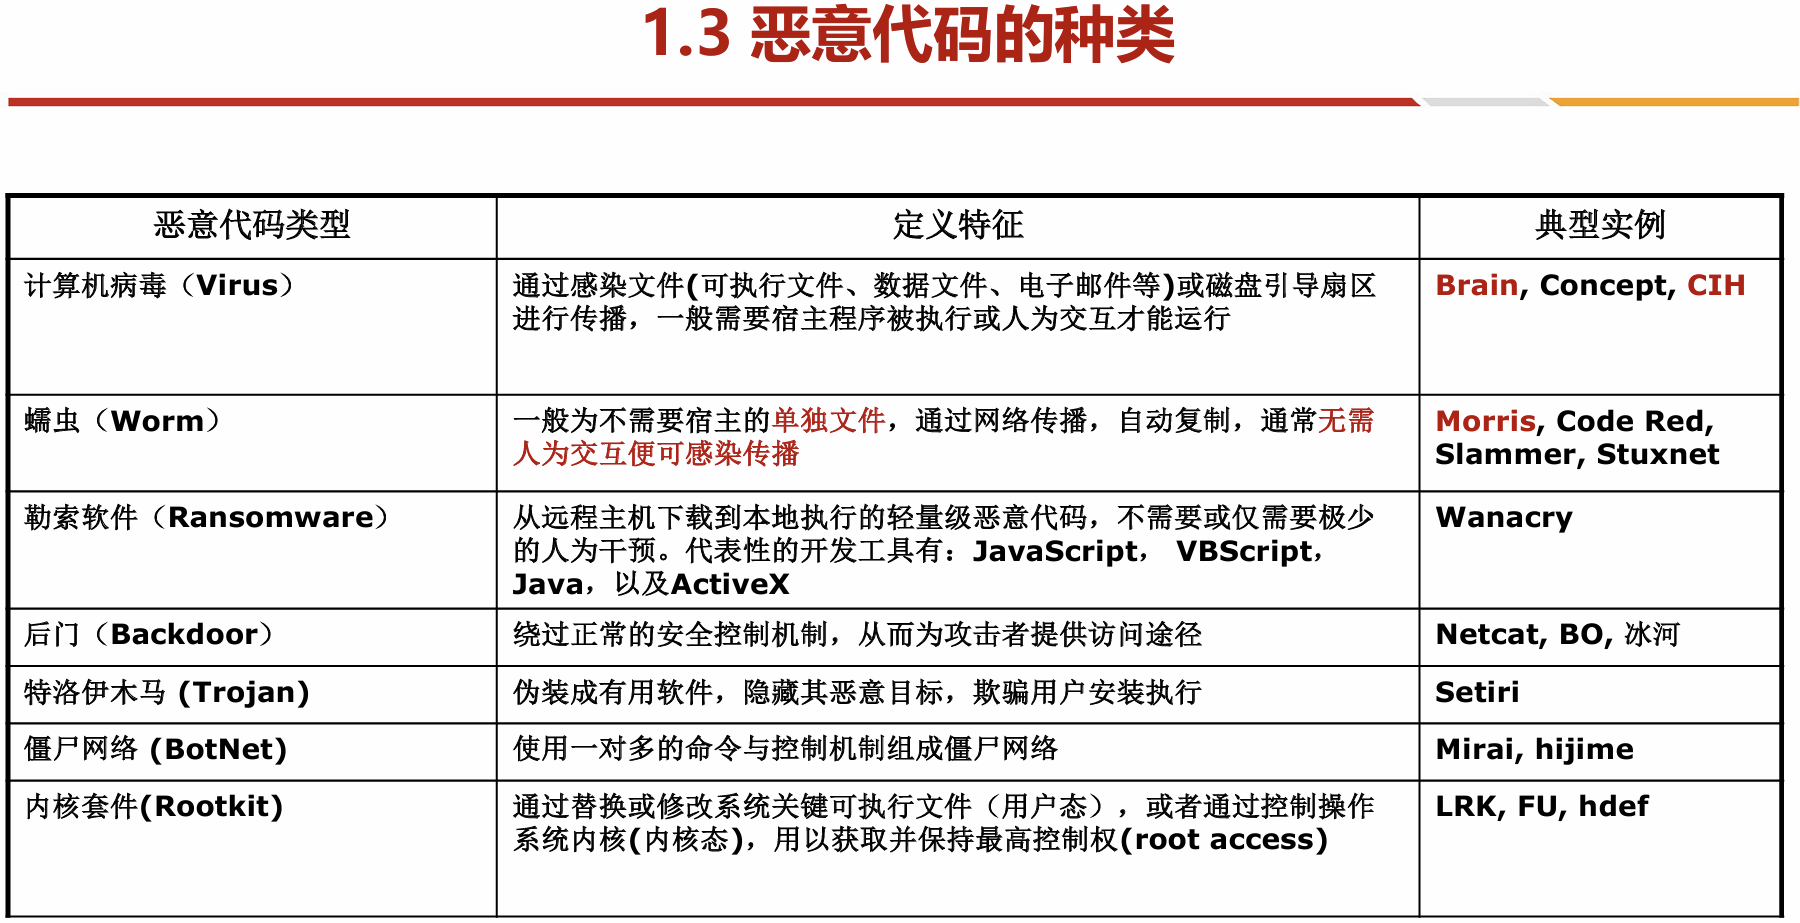 1.3 恶意代码的种类
恶意代码类型
定义特征
典型实例
计算机病毒（Virus）
通过感染文件(可执行文件、数据文件、电子邮件等)或磁盘引导扇区
进行传播，一般需要宿主程序被执行或人为交互才能运行
Brain, Concept, CIH
蠕虫（Worm）
一般为不需要宿主的单独文件，通过网络传播，自动复制，通常无需
人为交互便可感染传播
Morris, Code Red,
Slammer, Stuxnet
勒索软件（Ransomware）
从远程主机下载到本地执行的轻量级恶意代码，不需要或仅需要极少
的人为干预。代表性的开发工具有：JavaScript， VBScript，
Java，以及ActiveX
Wanacry
后门（Backdoor）
绕过正常的安全控制机制，从而为攻击者提供访问途径
Netcat, BO, 冰河
特洛伊木马 (Trojan)
伪装成有用软件，隐藏其恶意目标，欺骗用户安装执行
Setiri
僵尸网络 (BotNet)
使用一对多的命令与控制机制组成僵尸网络
Mirai, hijime
内核套件(Rootkit)
通过替换或修改系统关键可执行文件（用户态），或者通过控制操作
系统内核(内核态)，用以获取并保持最高控制权(root access)
LRK, FU, hdef